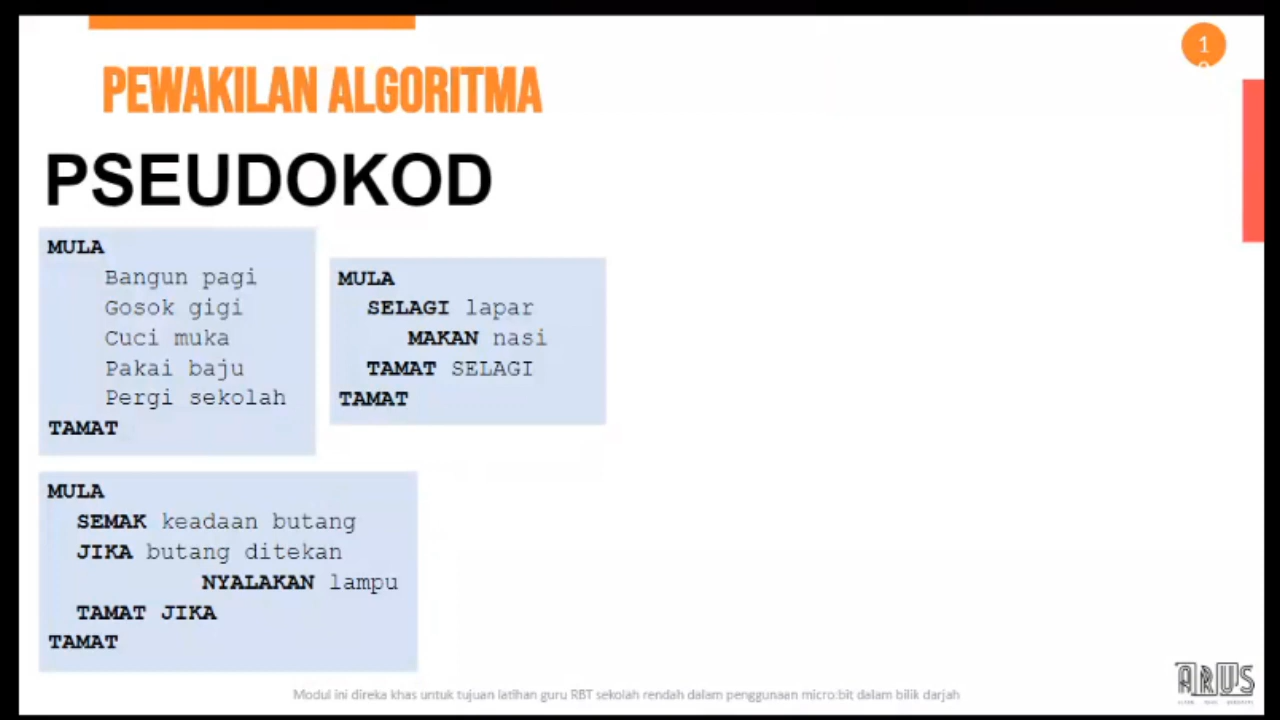 1
PEWAKILAN ALGORITMA
PSEUDOKOD
MULA
Bangun pagi
Gosok gigi
Cuci muka
Pakai baju
Pergi sekolah
TAMAT
MULA
SELAGI lapar
MAKAN nasi
TAMAT SELAGI
TAMAT
MULA
SEMAK keadaan butang
JIKA butang ditekan
NYALAKAN lampu
TAMAT JIKA
TAMAT
Modul ini direka khas untuk tujuan latihan guru RBT sekolah rendah dalam penggunaan micro:bit dalam bilik darjah
ARUS